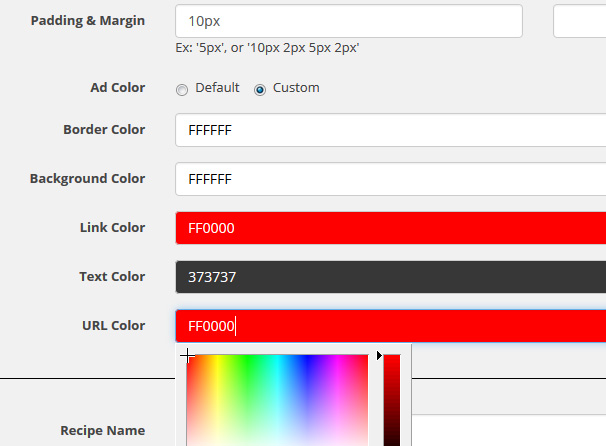 Padding & Margin 10px
Ex: '5px', or '10px 2px 5px 2px'
Ad Color Default Custom
Border Color FFFFFF
Background Color FFFFFF
Link Color FF0000
Text Color 373737
URL Color FF0000
Recipe Name